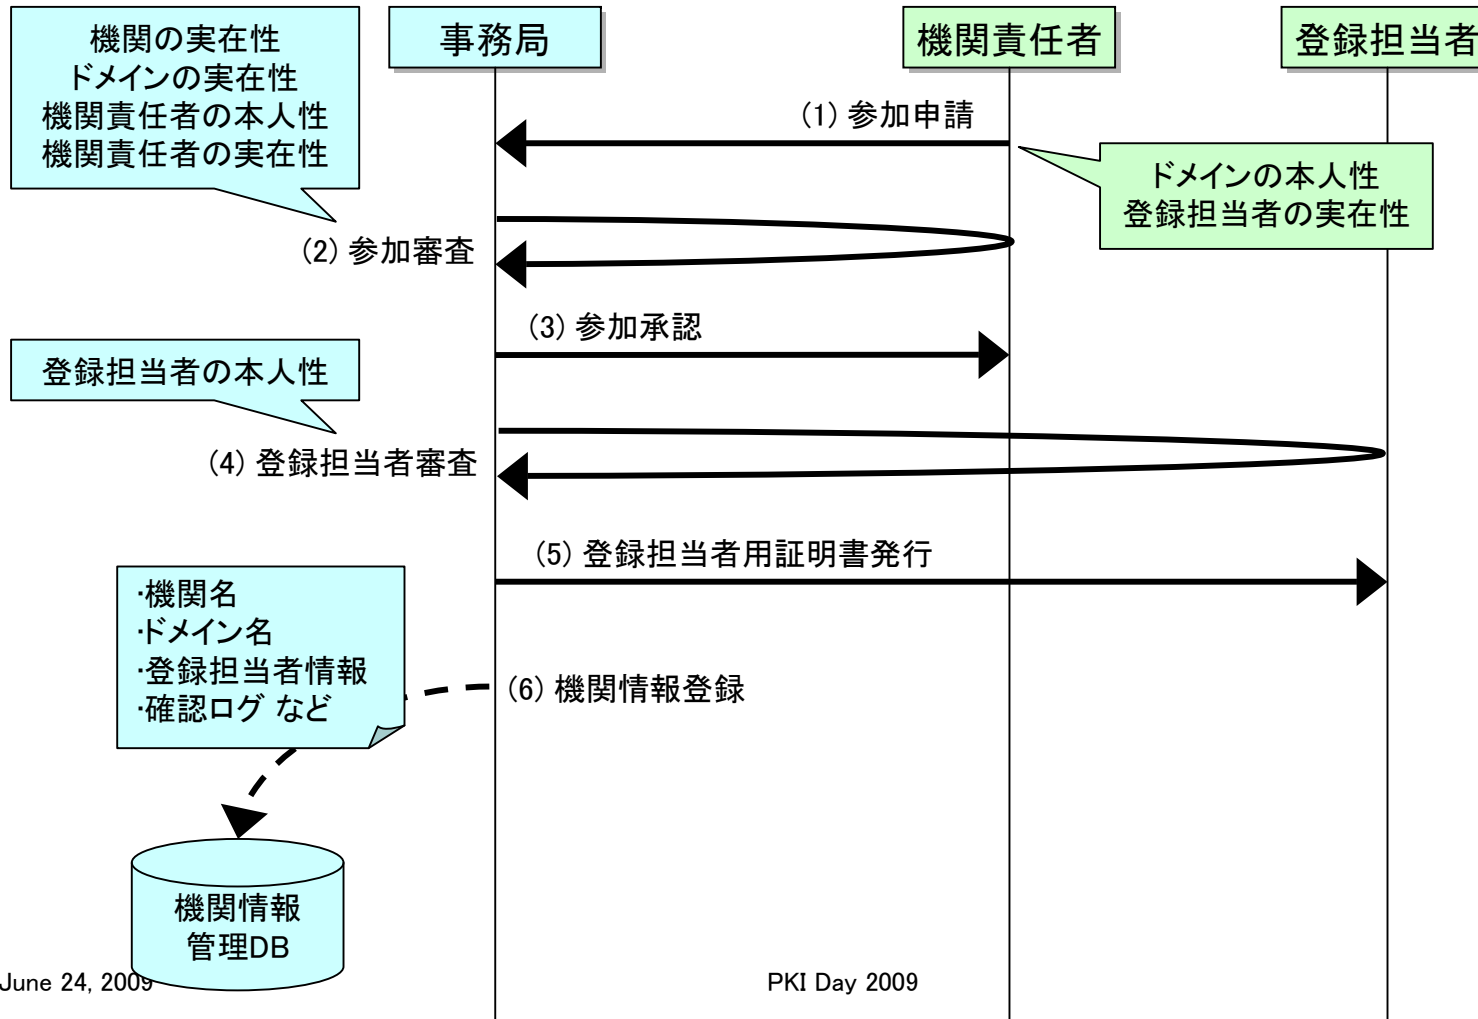 機関の実在性
ドメインの実在性
機関責任者の本人性
機関責任者の実在性
事務局
機関責任者
登録担当者
(1) 参加申請
ドメインの本人性
登録担当者の実在性
(2) 参加審査
(3) 参加承認
登録担当者の本人性
(4) 登録担当者審査
(5) 登録担当者用証明書発行
・機関名
・ドメイン名
・登録担当者情報
・確認ログ など
(6) 機関情報登録
機関情報
管理DB
June 24, 2009
PKI Day 2009